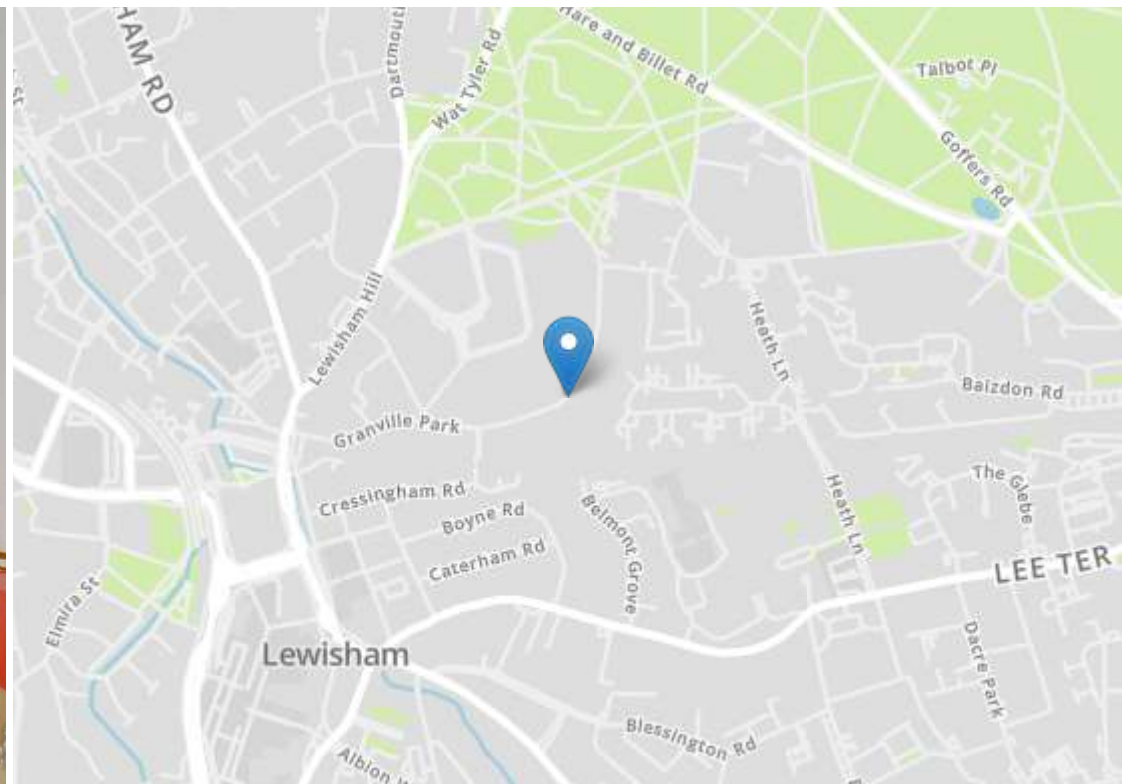 HAM RD
Dartmouth
Wat Tyler Rd
Hare and Billet Rd
Talbot Pl
Goffers Rd
St
Lewisham Hill
Heath Ln
Baizdon Rd
Granville Park
Cressingham Rd
Boyne Rd
Caterham Rd
Belmont Grove
Heath Ln
The Glebe
LEE TER
Elmira St
Lewisham
Dacre Park
Blessington Rd
Albion